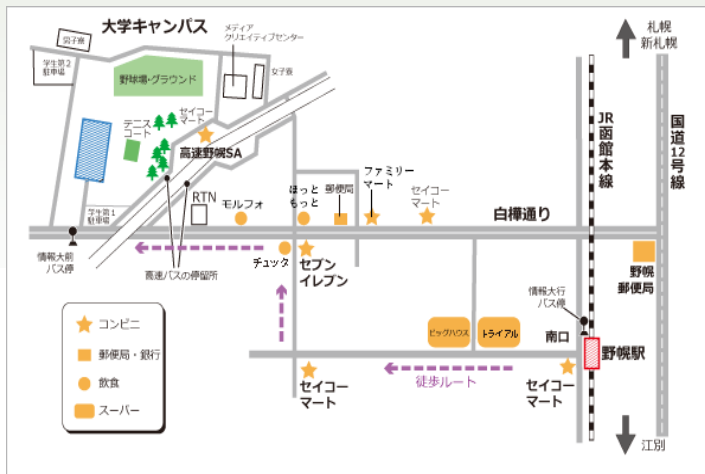 大学キャンパス
メディア
クリエイティブセンター
男子寮
学生第2
駐車場
野球場・グラウンド
女子寮
テニス
コート
セイコー
マート
高速野幌SA
学生第1
駐車場
RTN
モルフォ
ほっと
もっと
郵便局
ファミリー
マート
セイコー
マート
白樺通り
札幌
新札幌
JR函館本線
国道12号線
情報大前
バス停
高速バスの停留所
チュッタ
セブン
イレブン
野幌
郵便局
情報大行
バス停
ビッグハウス
トライアル
南口
野幌駅
セイコー
マート
徒歩ルート
セイコー
マート
江別
コンビニ
郵便局・銀行
飲食
スーパー